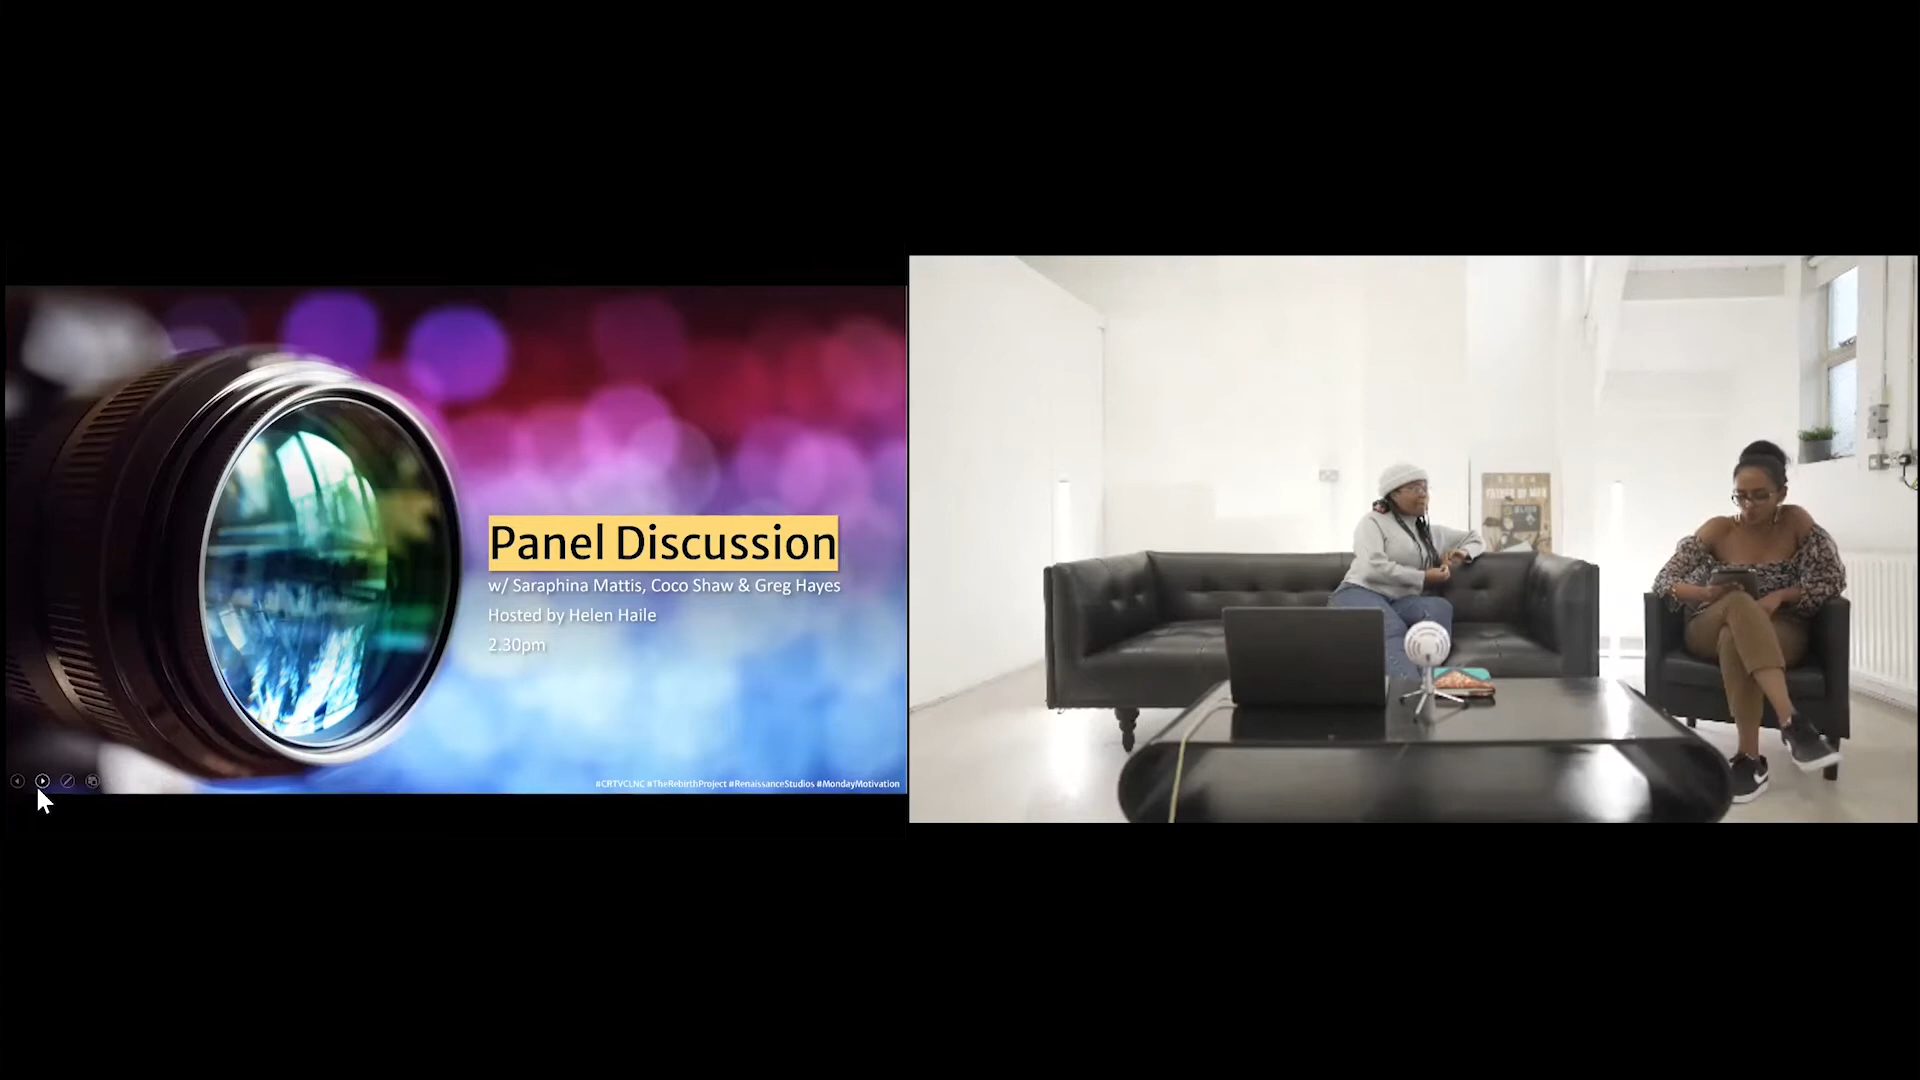 Panel Discussion
w/ Saraphina Mattis, Coco Shaw & Greg Hayes
Hosted by Helen Haile
2.30pm
#CRTVCLNC #TheRebirthProject #RenaissanceStudios #MondayMotivation